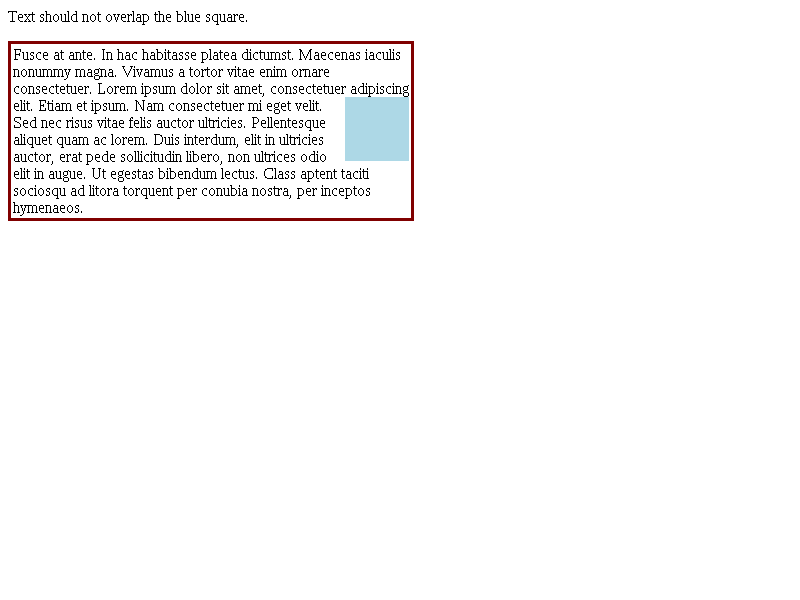 Text should not overlap the blue square.
Fusce at ante. In hac habitasse platea dictumst. Maecenas iaculis
nonummy magna. Vivamus a tortor vitae enim ornare
consectetuer. Lorem ipsum dolor sit amet, consectetuer adipiscing
elit. Etiam et ipsum. Nam consectetuer mi eget velit.
Sed nec risus vitae felis auctor ultricies. Pellentesque
aliquet quam ac lorem. Duis interdum, elit in ultricies
auctor, erat pede sollicitudin libero, non ultrices odio
elit in augue. Ut egestas bibendum lectus. Class aptent taciti
sociosqu ad litora torquent per conubia nostra, per inceptos
hymenaeos.